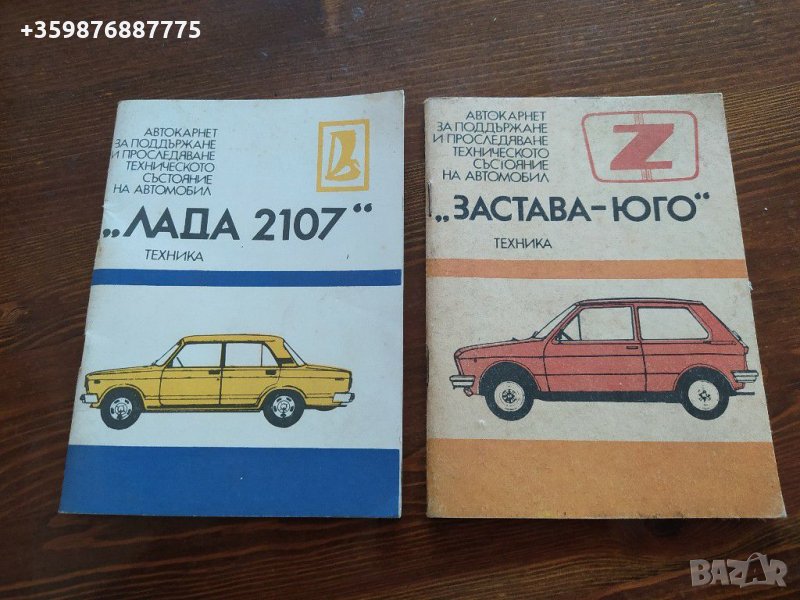 +359876887775
АВТОКАРНЕТ
ЗА ПОДДЪРЖАНЕ
И ПРОСЛЕДЯВАНЕ
ТЕХНИЧЕСКОТО
СЪСТОЯНИЕ
НА АВТОМОБИЛ
„ЛАДА 2107“
ТЕХНИКА
АВТОКАРНЕТ
ЗА ПОДДЪРЖАНЕ
И ПРОСЛЕДЯВАНЕ
ТЕХНИЧЕСКОТО
СЪСТОЯНИЕ
НА АВТОМОБИЛ
Z
„ЗАСТАВА-ЮГО“
ТЕХНИКА
BAZAR